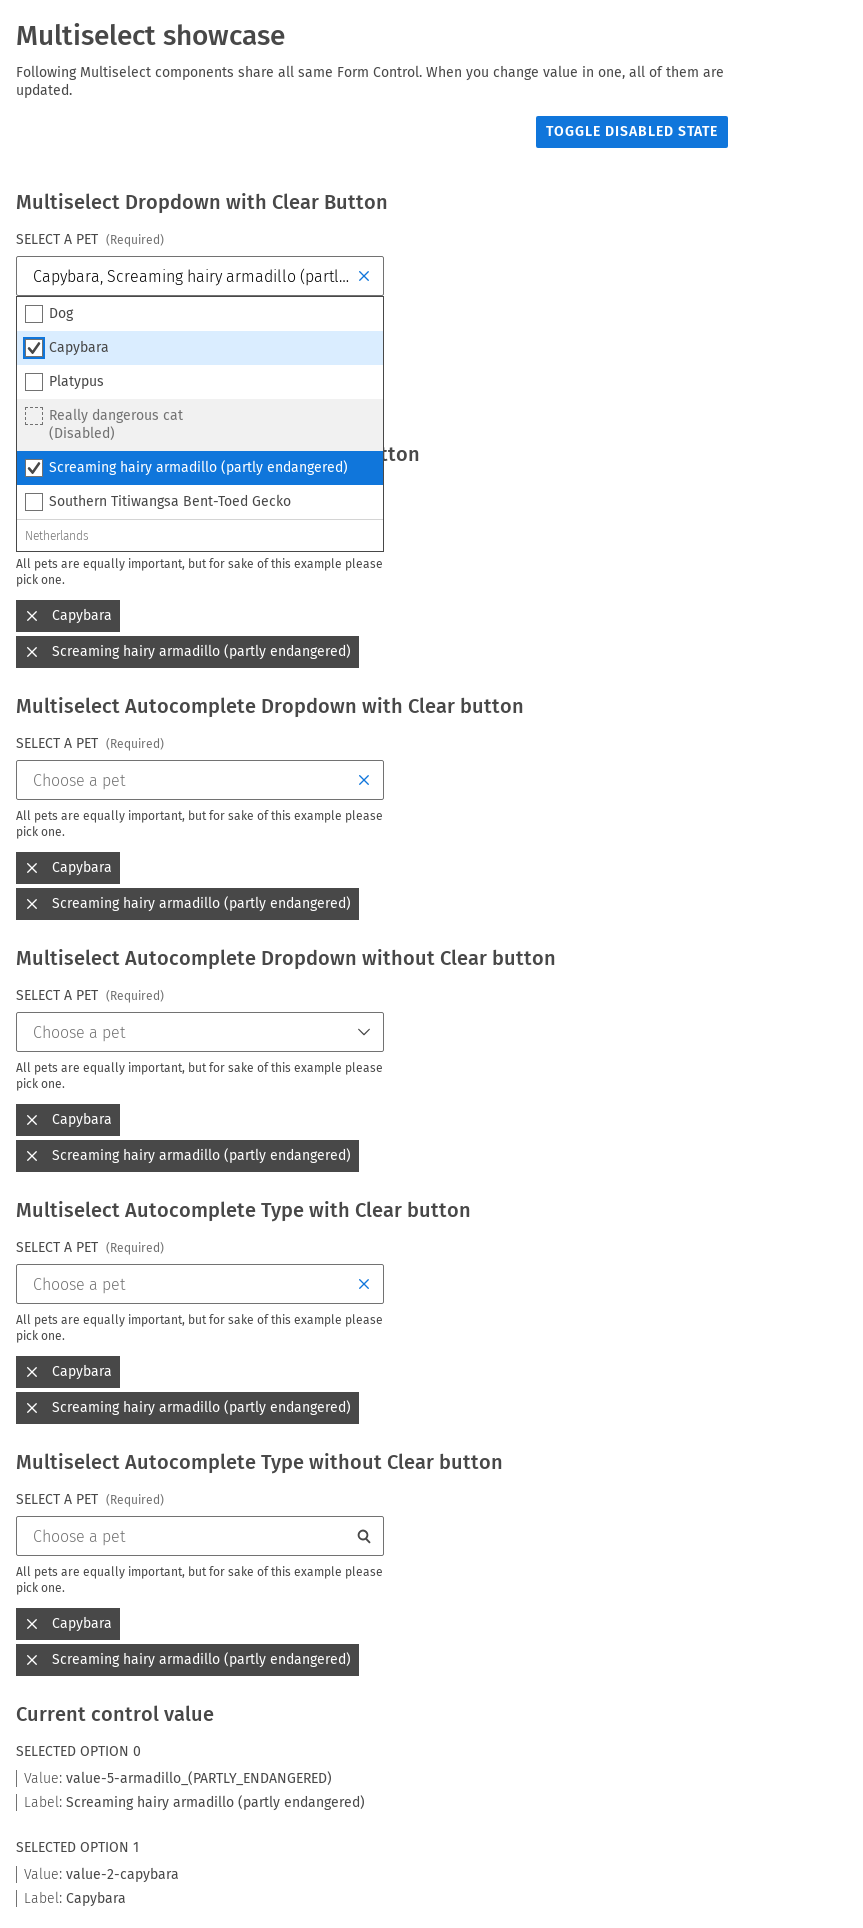 Multiselect showcase
Following Multiselect components share all same Form Control. When you change value in one, all of them are
updated.
TOGGLE DISABLED STATE
Multiselect Dropdown with Clear Button
SELECT A PET (Required)
Capybara, Screaming hairy armadillo (partl...
Dog
Capybara
Platypus
Really dangerous cat
(Disabled)
Screaming hairy armadillo (partly endangered)
Southern Titiwangsa Bent-Toed Gecko
Netherlands
All pets are equally important, but for sake of this example please
pick one.
Capybara
Screaming hairy armadillo (partly endangered)
Multiselect Autocomplete Dropdown with Clear button
SELECT A PET (Required)
Choose a pet
All pets are equally important, but for sake of this example please
pick one.
Capybara
Screaming hairy armadillo (partly endangered)
Multiselect Autocomplete Dropdown without Clear button
SELECT A PET (Required)
Choose a pet
All pets are equally important, but for sake of this example please
pick one.
Capybara
Screaming hairy armadillo (partly endangered)
Multiselect Autocomplete Type with Clear button
SELECT A PET (Required)
Choose a pet
All pets are equally important, but for sake of this example please
pick one.
Capybara
Screaming hairy armadillo (partly endangered)
Multiselect Autocomplete Type without Clear button
SELECT A PET (Required)
Choose a pet
All pets are equally important, but for sake of this example please
pick one.
Capybara
Screaming hairy armadillo (partly endangered)
Current control value
SELECTED OPTION 0
Value: value-5-armadillo_(PARTLY_ENDANGERED)
Label: Screaming hairy armadillo (partly endangered)
SELECTED OPTION 1
Value: value-2-capybara
Label: Capybara